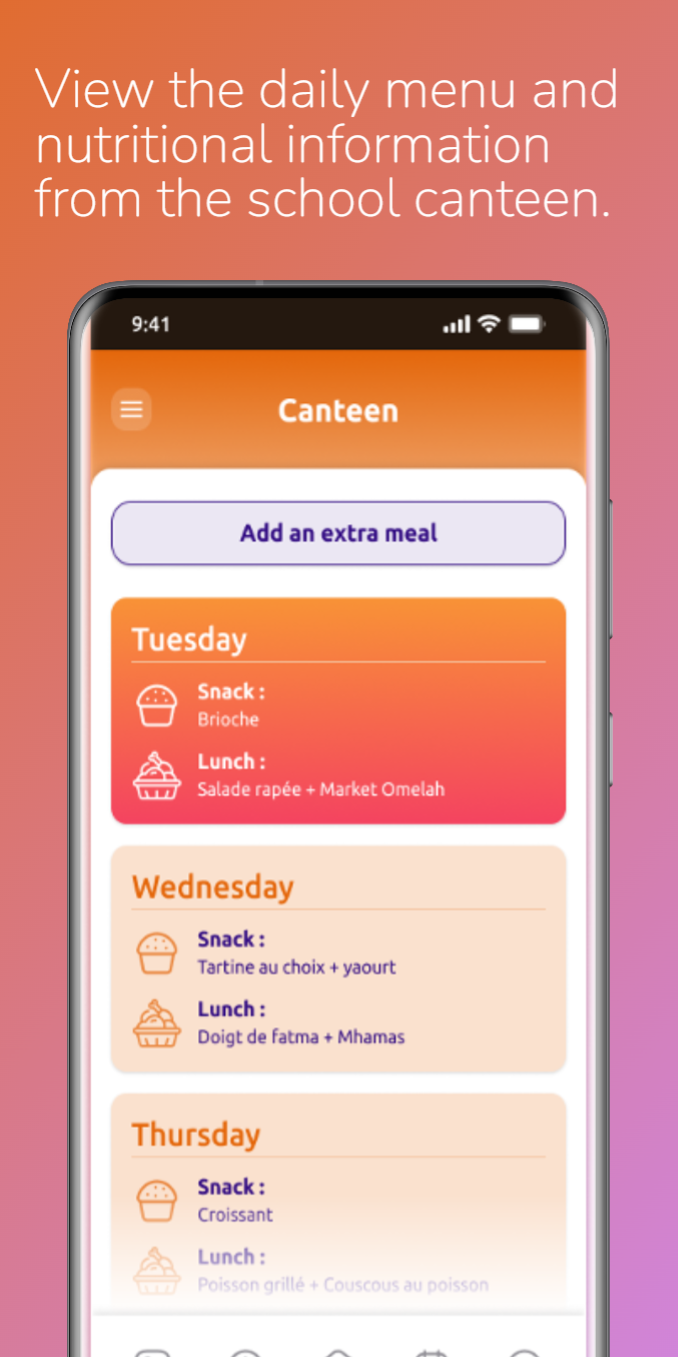 View the daily menu and
nutritional information
from the school canteen.
9:41
Canteen
Add an extra meal
Tuesday
Snack :
Brioche
Lunch :
Salade rapée + Market Omelah
Wednesday
Snack :
Tartine au choix + yaourt
Lunch :
Doigt de fatma + Mhamas
Thursday
Snack :
Croissant
Lunch :
Poisson grillé + Couscous au poisson